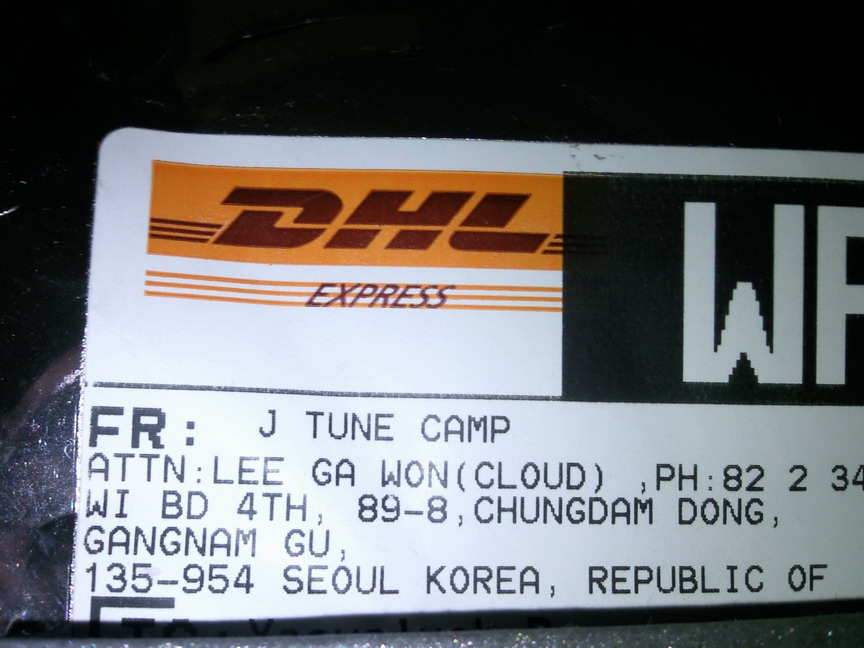 DHL
EXPRESS
FR: J TUNE CAMP
ATTN:LEE GA WON(CLOUD) ,PH:82 2 34
WI BD 4TH, 89-8,CHUNGDAM DONG,
GANGNAM GU,
135-954 SEOUL KOREA, REPUBLIC OF